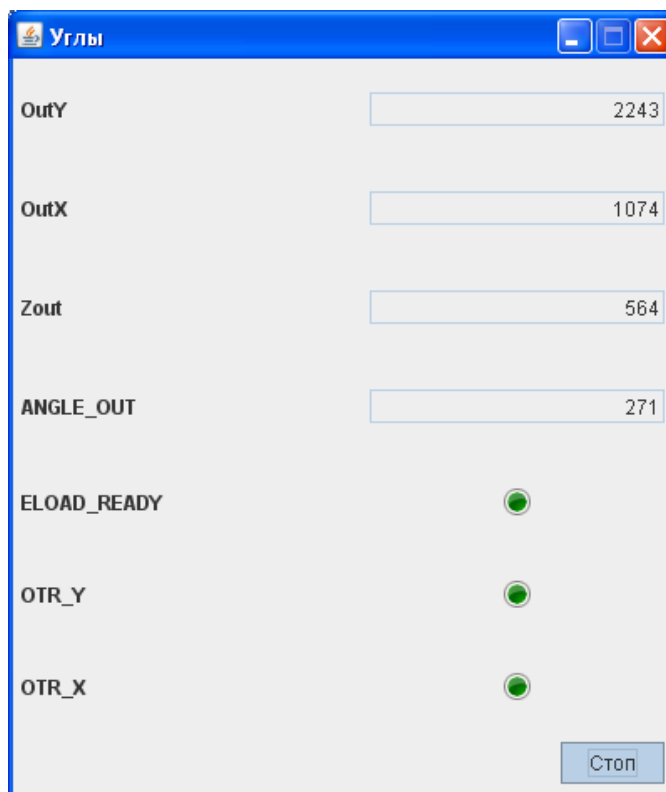 Углы
OutY 2243
OutX 1074
Zout 564
ANGLE_OUT 271
ELOAD_READY
OTR_Y
OTR_X
Стоп